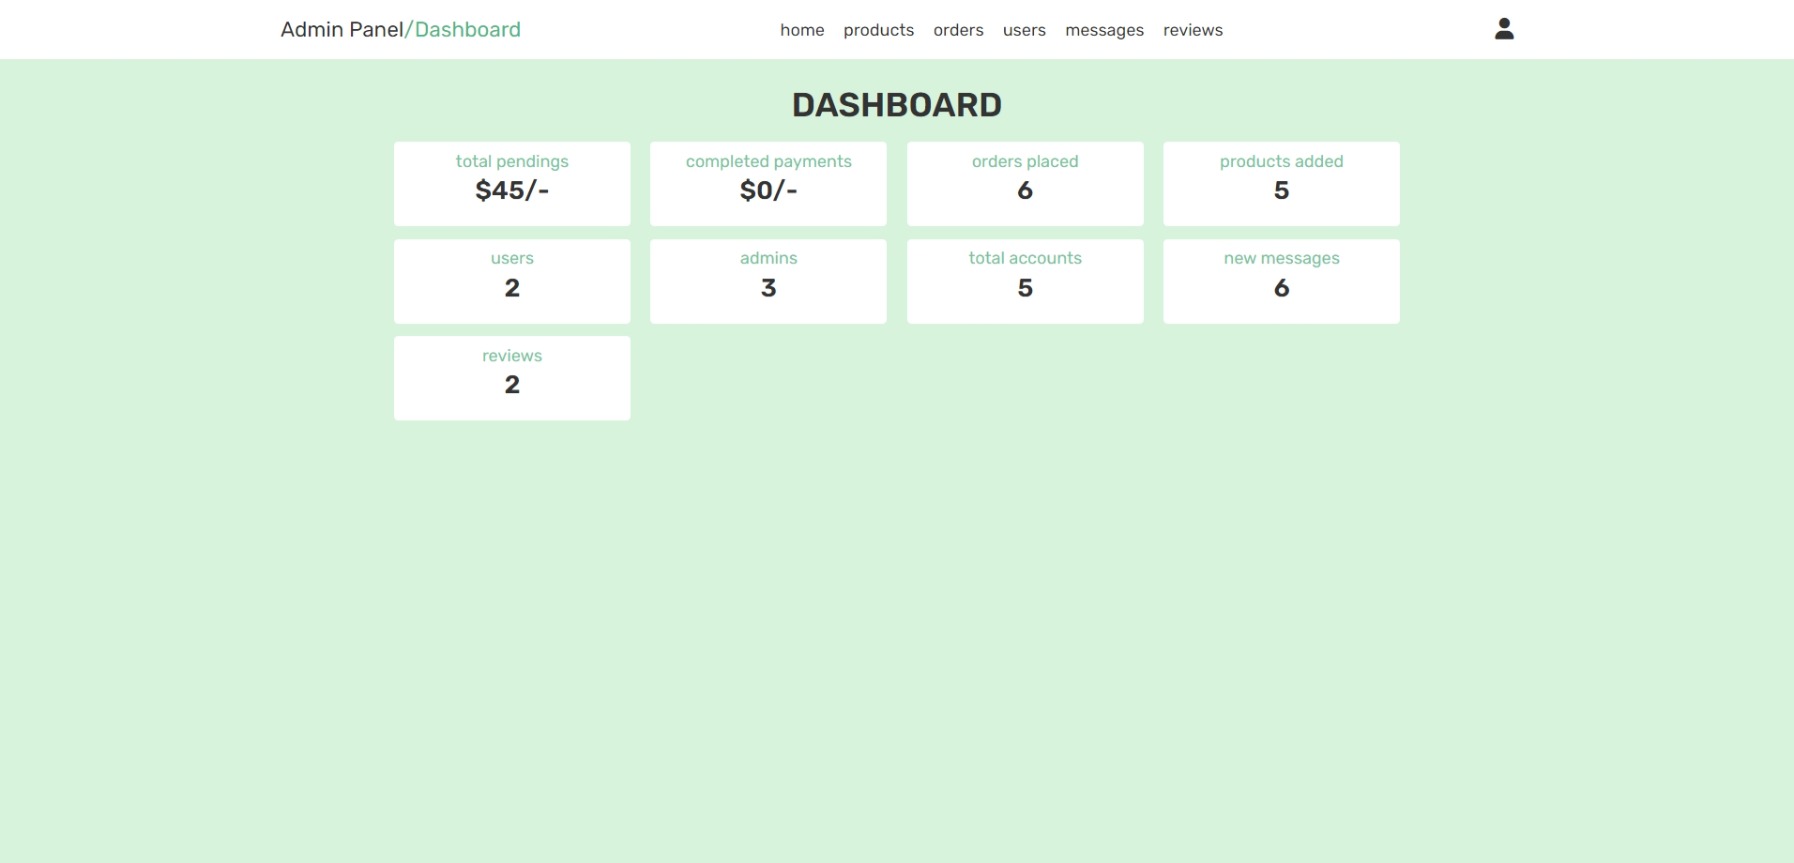 Admin Panel/Dashboard home products orders users messages reviews
DASHBOARD
total pendings
$45/-
completed payments
$0/-
orders placed
6
products added
5
users
2
admins
3
total accounts
5
new messages
6
reviews
2